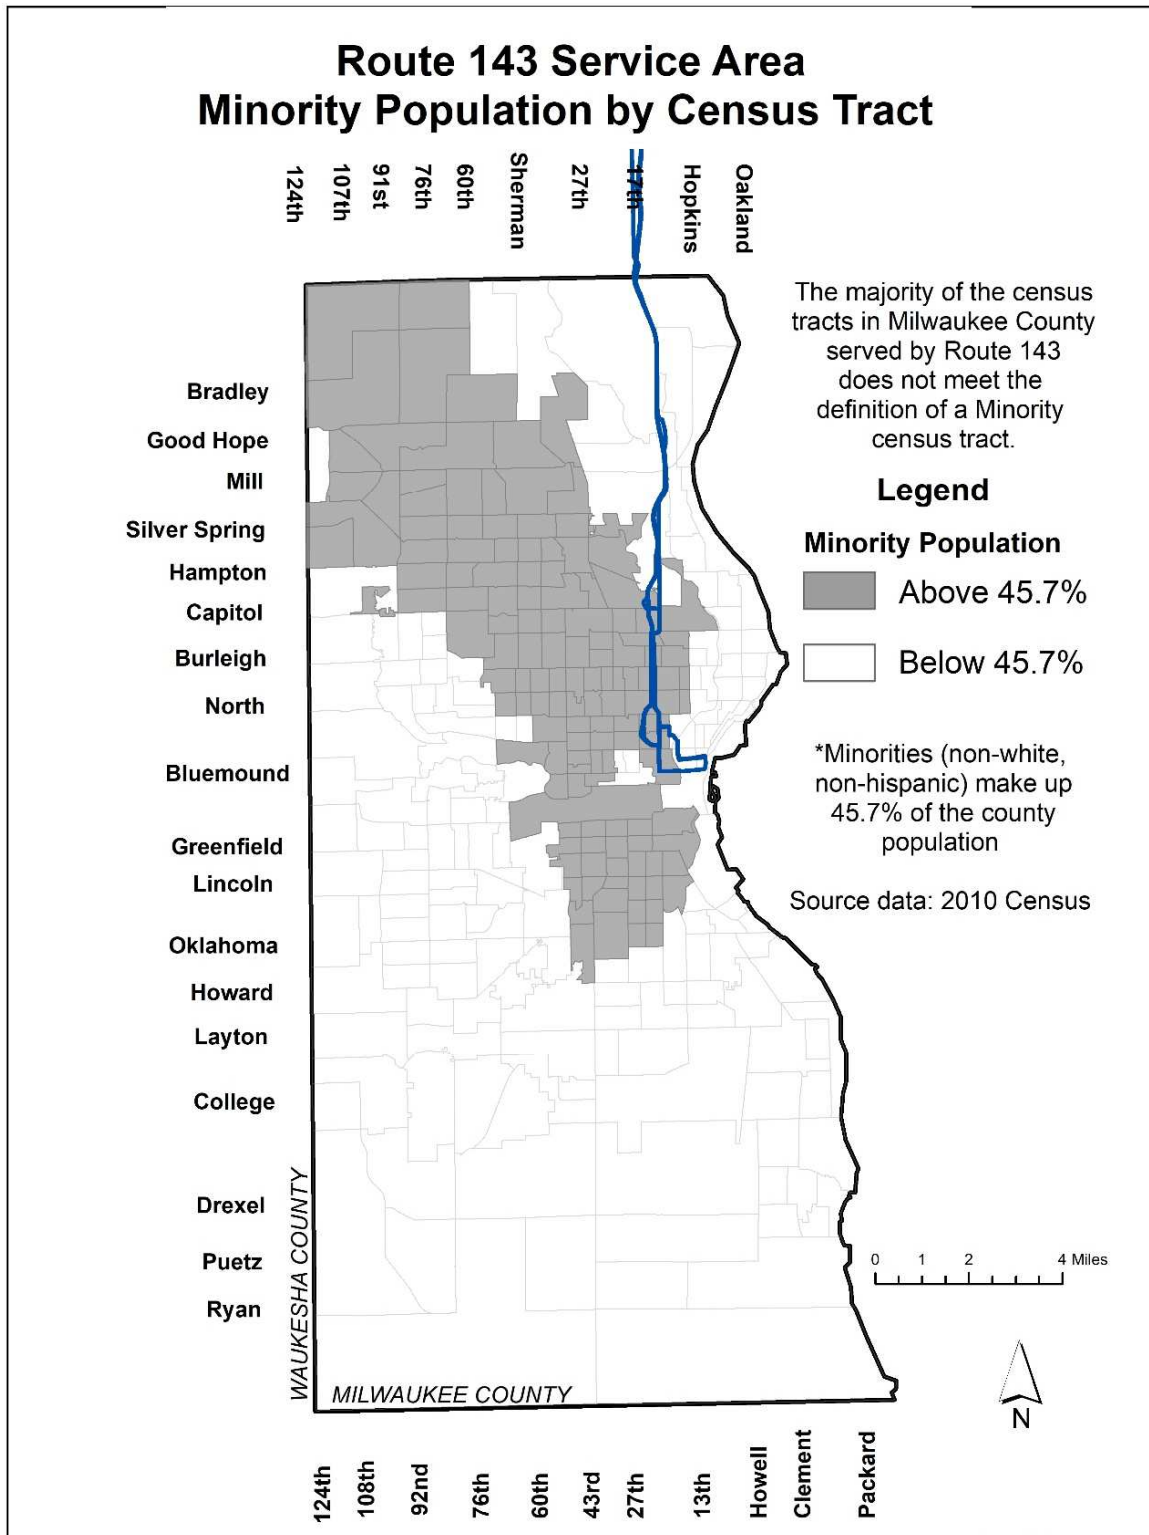 Route 143 Service Area
Minority Population by Census Tract
124th
107th
91st
76th
60th
Sherman
27th
17th
Hopkins
Oakland
The majority of the census
tracts in Milwaukee County
served by Route 143
does not meet the
definition of a Minority
census tract.
Legend
Minority Population
Above 45.7%
Below 45.7%
*Minorities (non-white,
non-hispanic) make up
45.7% of the county
population
Source data: 2010 Census
Bradley
Good Hope
Mill
Silver Spring
Hampton
Capitol
Burleigh
North
Bluemound
Greenfield
Lincoln
Oklahoma
Howard
Layton
College
Drexel
Puetz
Ryan
WAUKESHA COUNTY
MILWAUKEE COUNTY
0 1 2 4 Miles
N
124th
108th
92nd
76th
60th
43rd
27th
13th
Howell
Clement
Packard